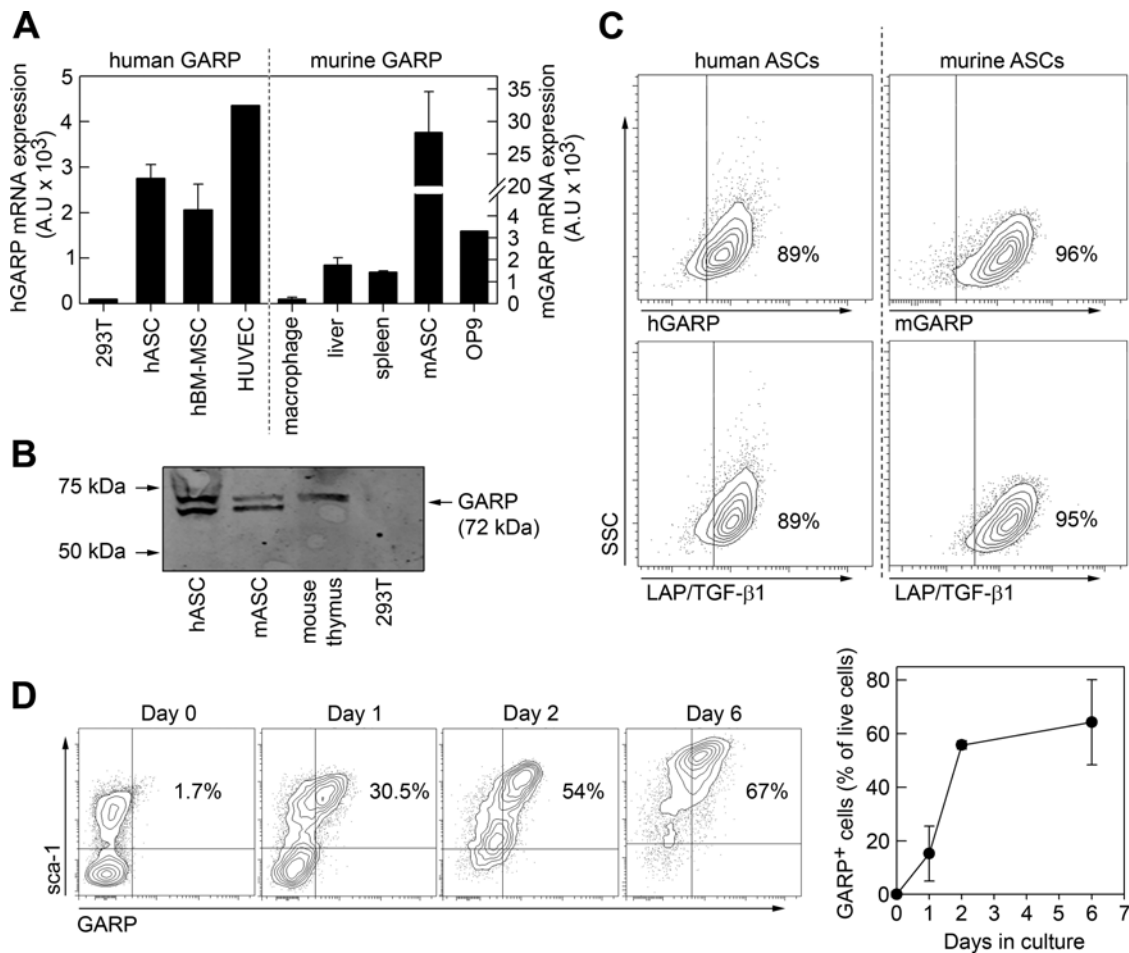 A
human GARP
murine GARP
hGARP mRNA expression
(A.U x 10³)
5
4
3
2
1
0
35
30
25
20
4
3
2
1
0
mGARP mRNA expression
(A.U x 10³)
293T
hASC
hBM-MSC
HUVEC
macrophage
liver
spleen
mASC
OP9
B
75 kDa
50 kDa
GARP
(72 kDa)
hASC
mASC
mouse
thymus
293T
C
human ASCs
murine ASCs
89%
96%
hGARP
mGARP
89%
95%
SSC
LAP/TGF-β1
LAP/TGF-β1
D
Day 0
Day 1
Day 2
Day 6
1.7%
30.5%
54%
67%
sca-1
GARP
GARP⁺ cells (% of live cells)
80
60
40
20
0
0 1 2 3 4 5 6 7
Days in culture